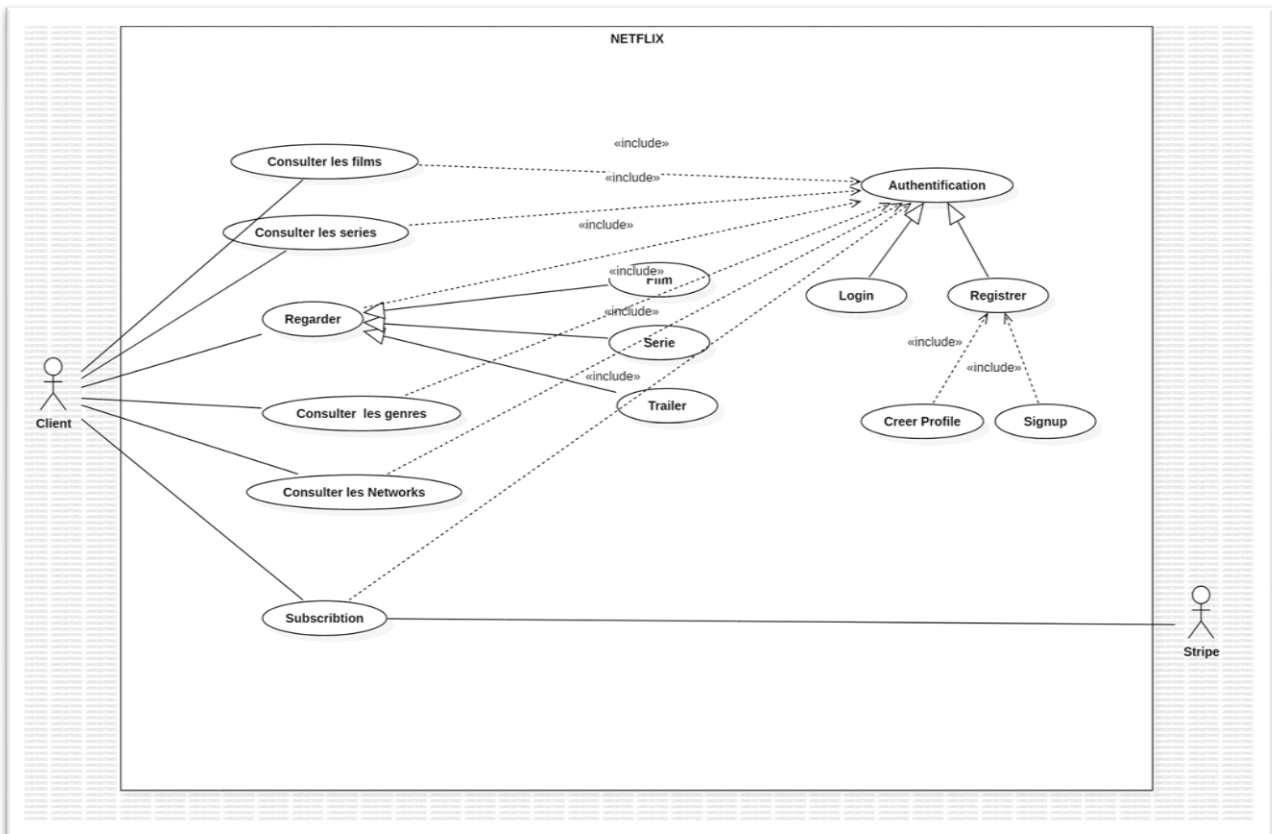 NETFLIX
«include»
Consulter les films
«include»
Authentification
«include»
Consulter les series
«include»
Film
Login
Registrer
«include»
Regarder
Serie
«include»
«include»
«include»
Trailer
Consulter les genres
Creer Profile
Signup
Client
Consulter les Networks
Subscribtion
Stripe